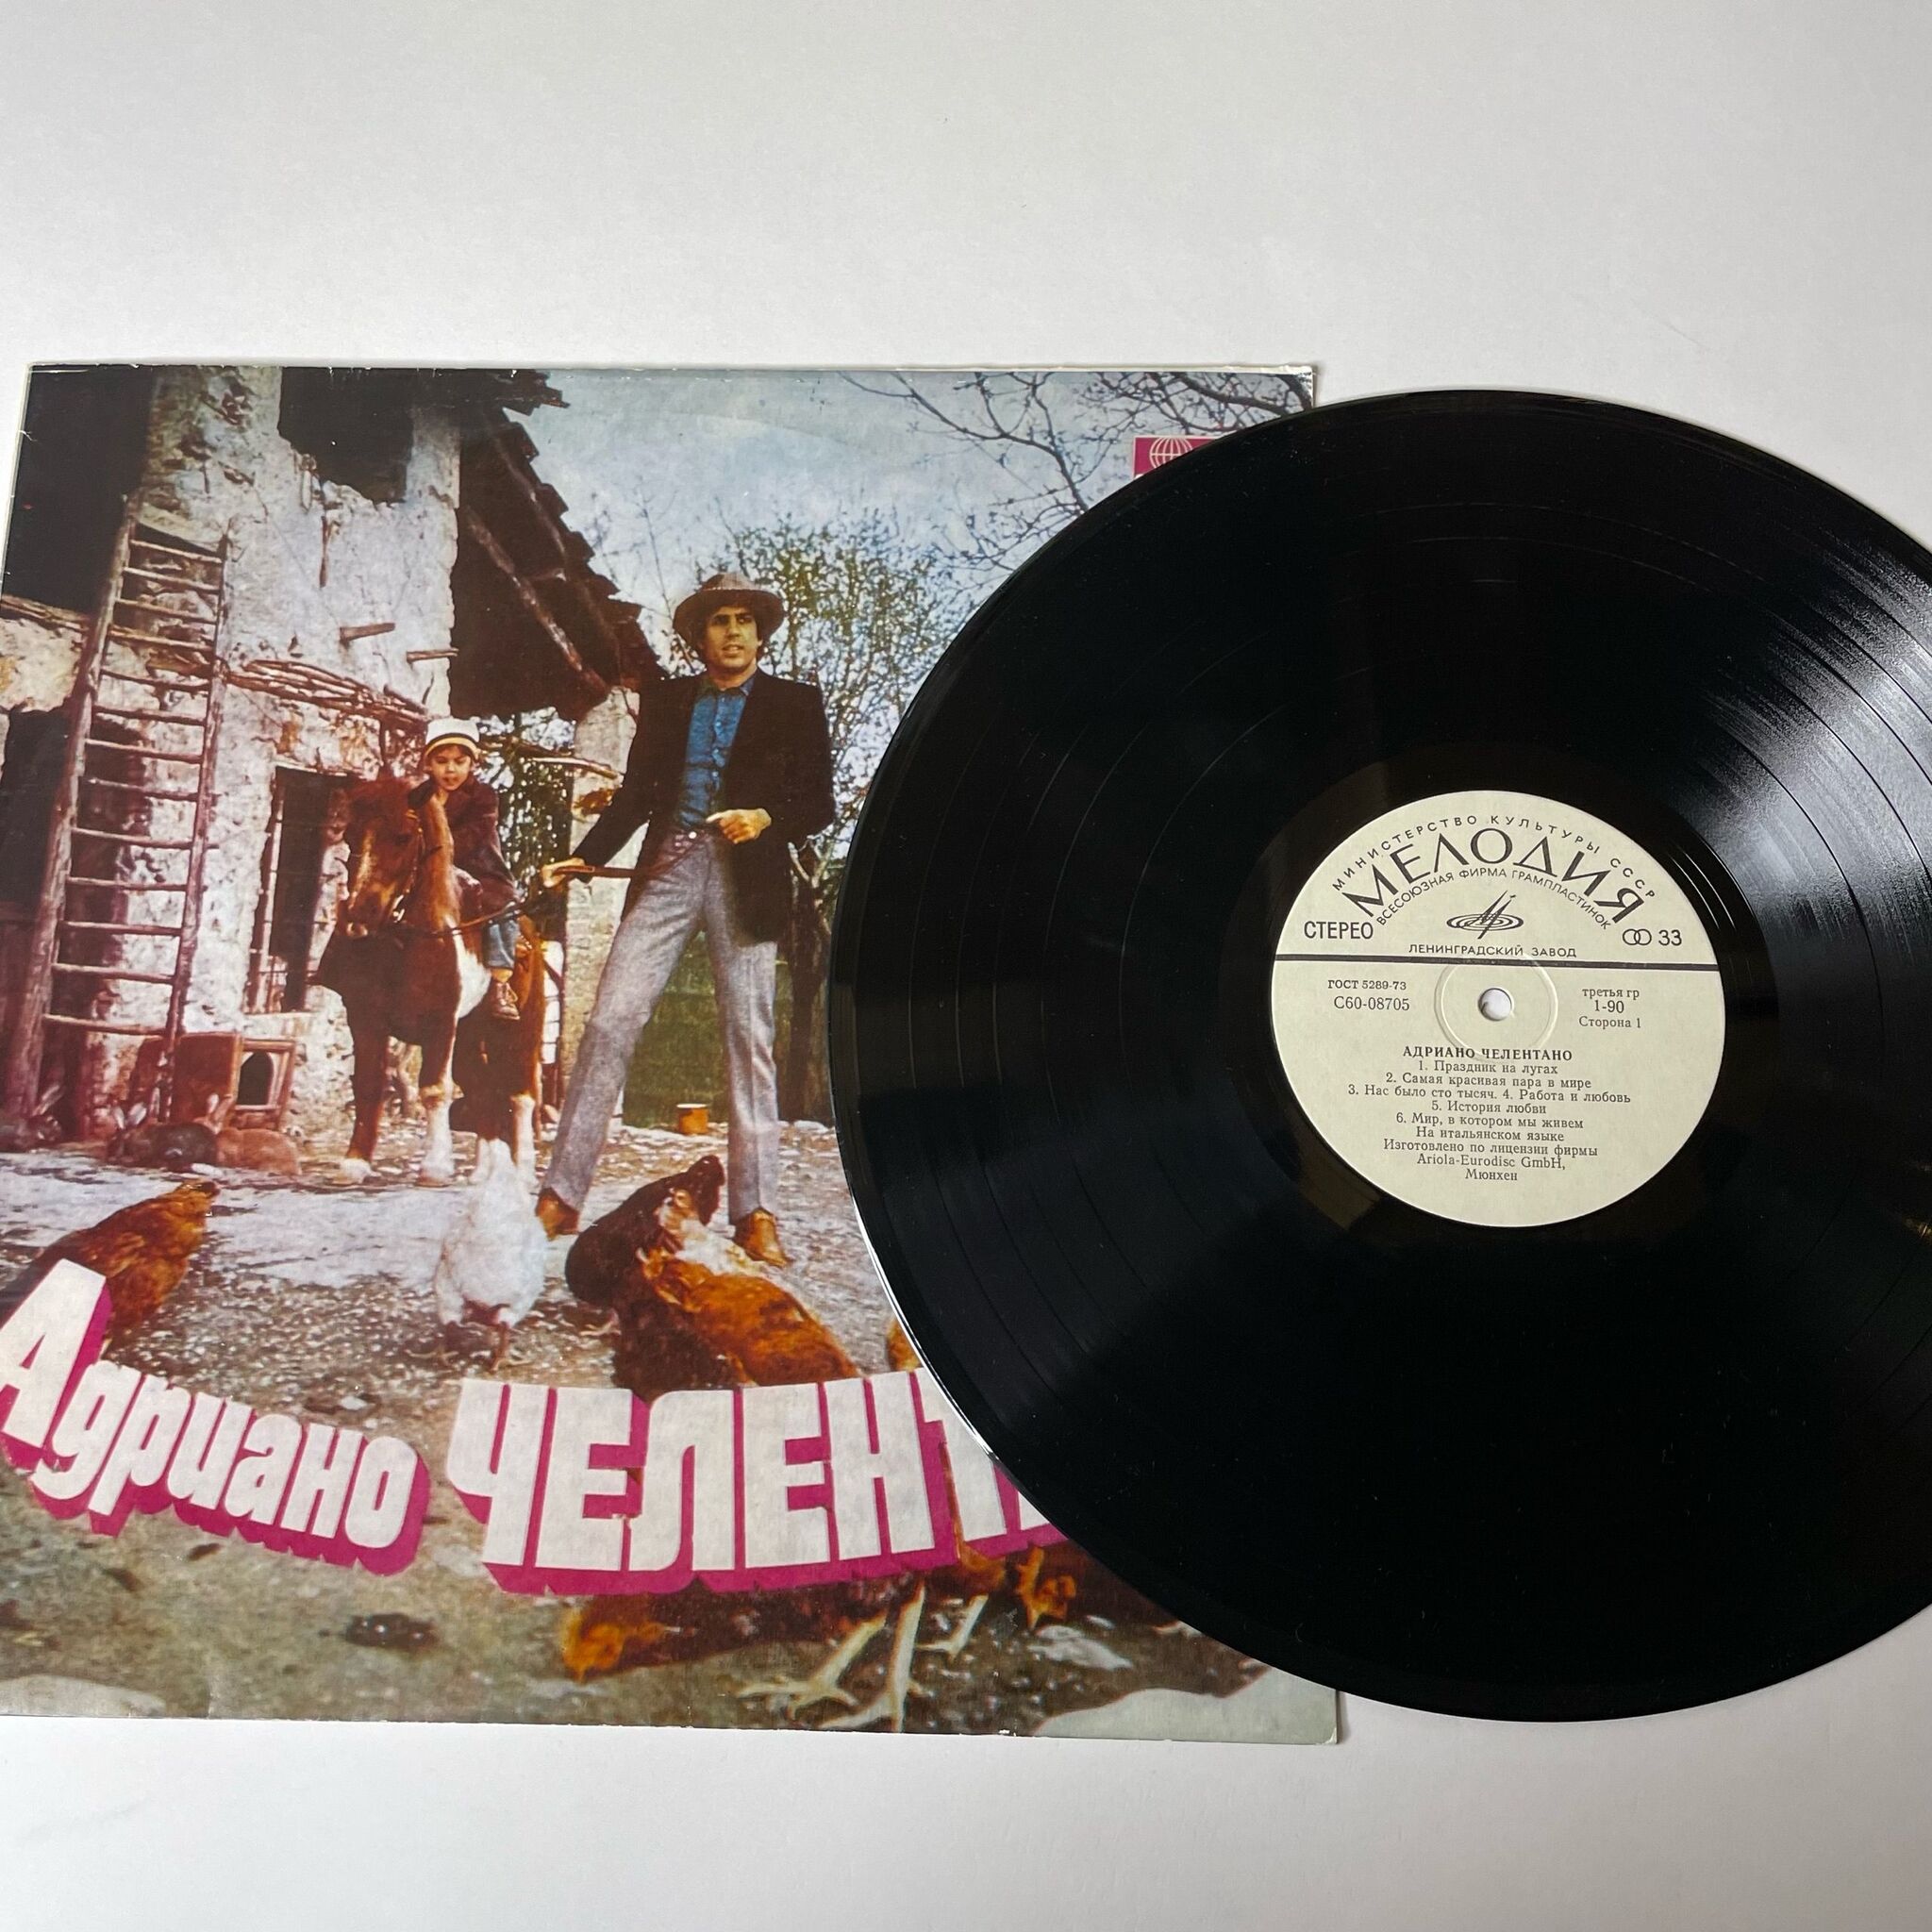 Адриано ЧЕЛЕНТ
МИНИСТЕРСТВО КУЛЬТУРЫ СССР
МЕЛОДИЯ
ВСЕСОЮЗНАЯ ФИРМА ГРАМПЛАСТИНОК
СТЕРЕО
33
ЛЕНИНГРАДСКИЙ ЗАВОД
ГОСТ 5289-73
С60-08705
третья гр
1-90
Сторона 1
АДРИАНО ЧЕЛЕНТАНО
1. Праздник на лугах
2. Самая красивая пара в мире
3. Нас было сто тысяч. 4. Работа и любовь
5. История любви
6. Мир, в котором мы живем
На итальянском языке
Изготовлено по лицензии фирмы
Ariola-Eurodisc GmbH,
Мюнхен